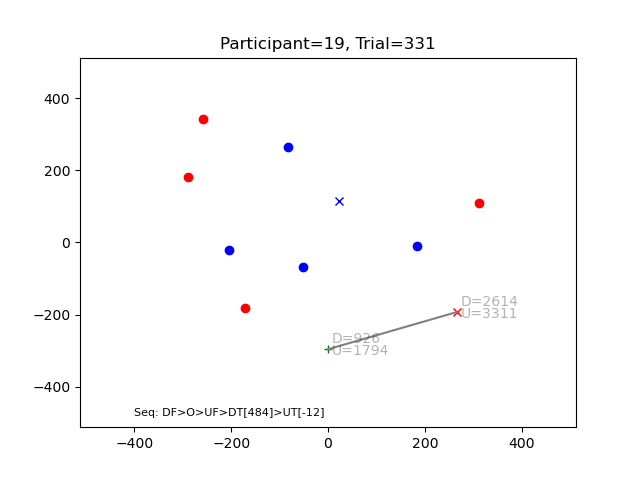 Participant=19, Trial=331
400
200
0
−200
−400
D=2614
U=3311
D=926
U=1794
Seq: DF>O>UF>DT[484]>UT[-12]
−400
−200
0
200
400